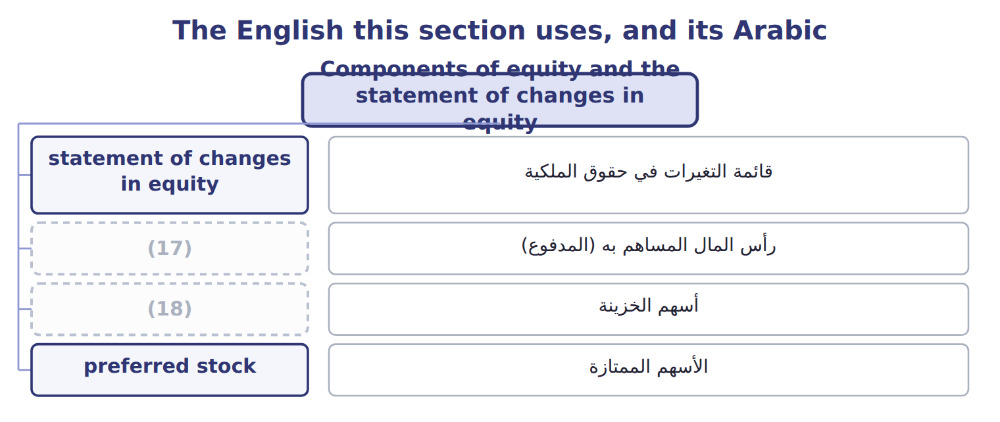 The English this section uses, and its Arabic
Components of equity and the
statement of changes in
equity
statement of changes
in equity
قائمة التغيرات في حقوق الملكية
(17)
رأس المال المساهم به (المدفوع)
(18)
أسهم الخزينة
preferred stock
الأسهم الممتازة